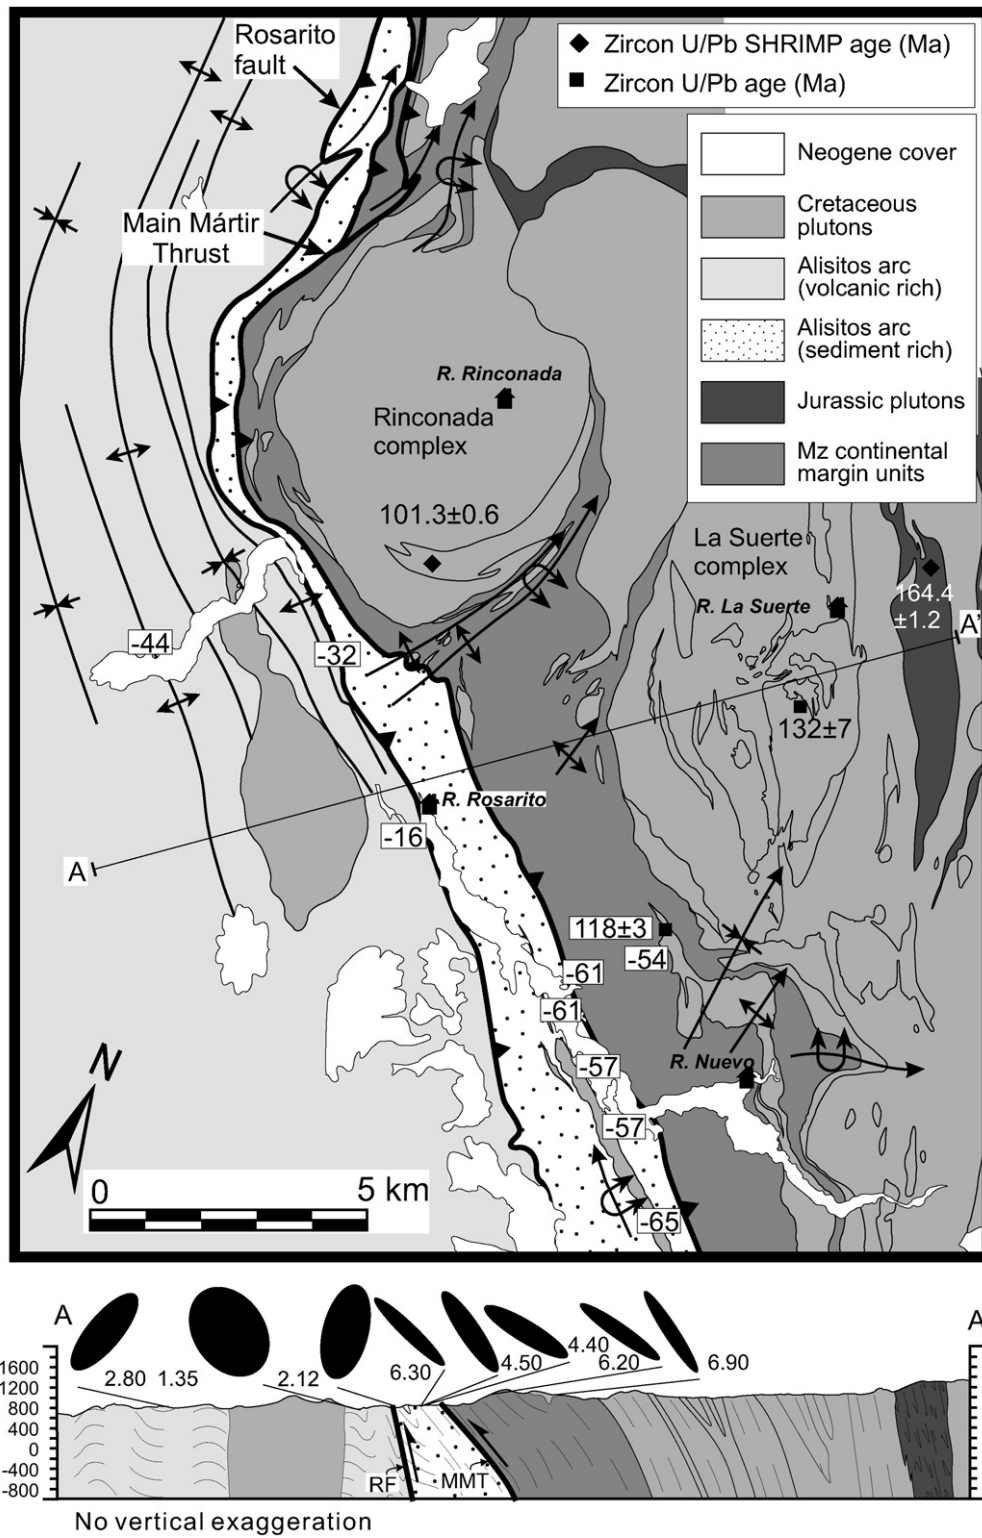 Rosarito
fault
Zircon U/Pb SHRIMP age (Ma)
Zircon U/Pb age (Ma)
Neogene cover
Cretaceous
plutons
Alisitos arc
(volcanic rich)
Alisitos arc
(sediment rich)
Jurassic plutons
Mz continental
margin units
Main Mártir
Thrust
R. Rinconada
Rinconada
complex
101.3±0.6
La Suerte
complex
164.4
±1.2
R. La Suerte
A'
-44
-32
132±7
R. Rosarito
-16
A
118±3
-54
-61
-61
-57
R. Nuevo
-57
-65
N
0 5 km
A
A
1600
1200
800
400
0
-400
-800
2.80 1.35
2.12
6.30
4.50
4.40
6.20
6.90
RF
MMT
No vertical exaggeration